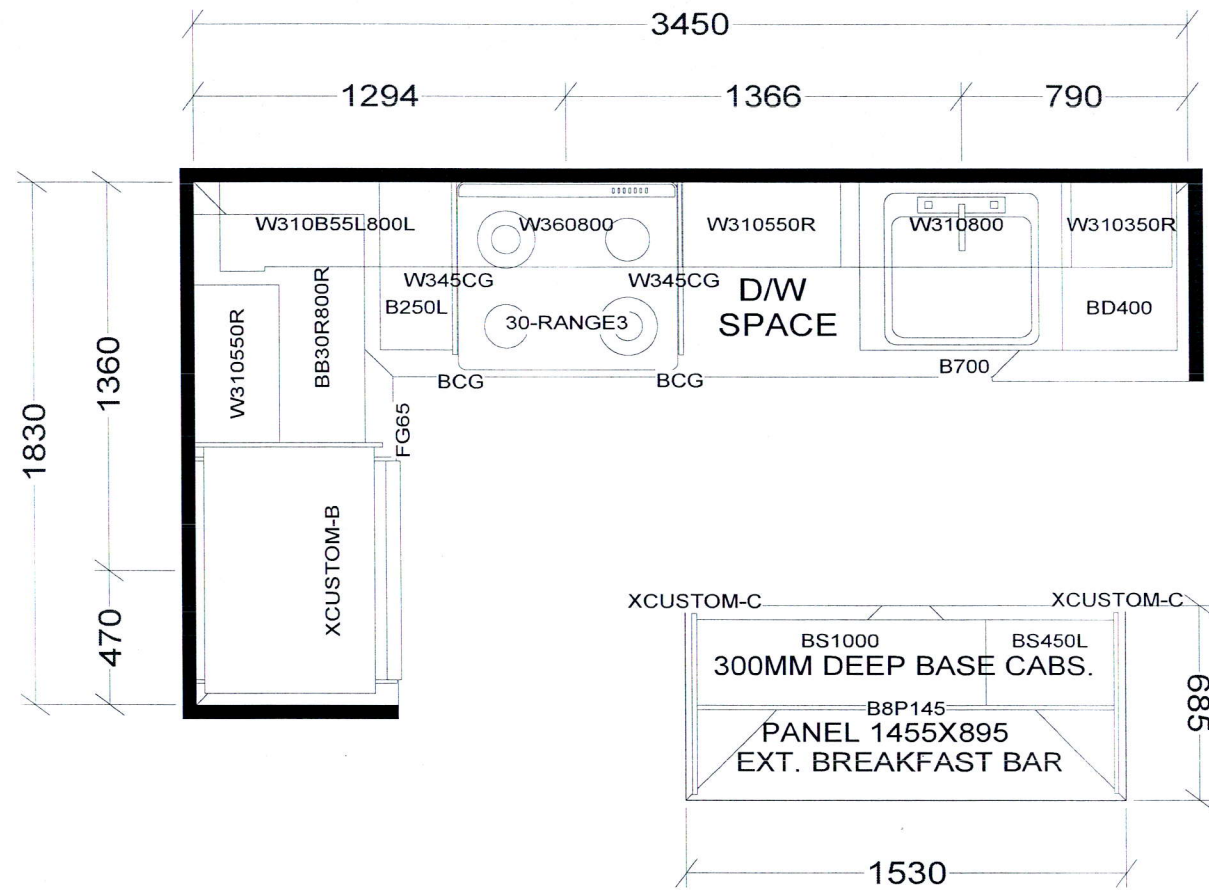 3450
1294
1366
790
W310B55L800L
W360800
W310550R
W310800
W310350R
W345CG
W345CG
B250L
30-RANGE3
D/W
SPACE
BD400
W310550R
BB30R800R
BCG
BCG
B700
FG65
1360
1830
470
XCUSTOM-B
XCUSTOM-C
XCUSTOM-C
BS1000
BS450L
300MM DEEP BASE CABS.
B8P145
PANEL 1455X895
EXT. BREAKFAST BAR
685
1530